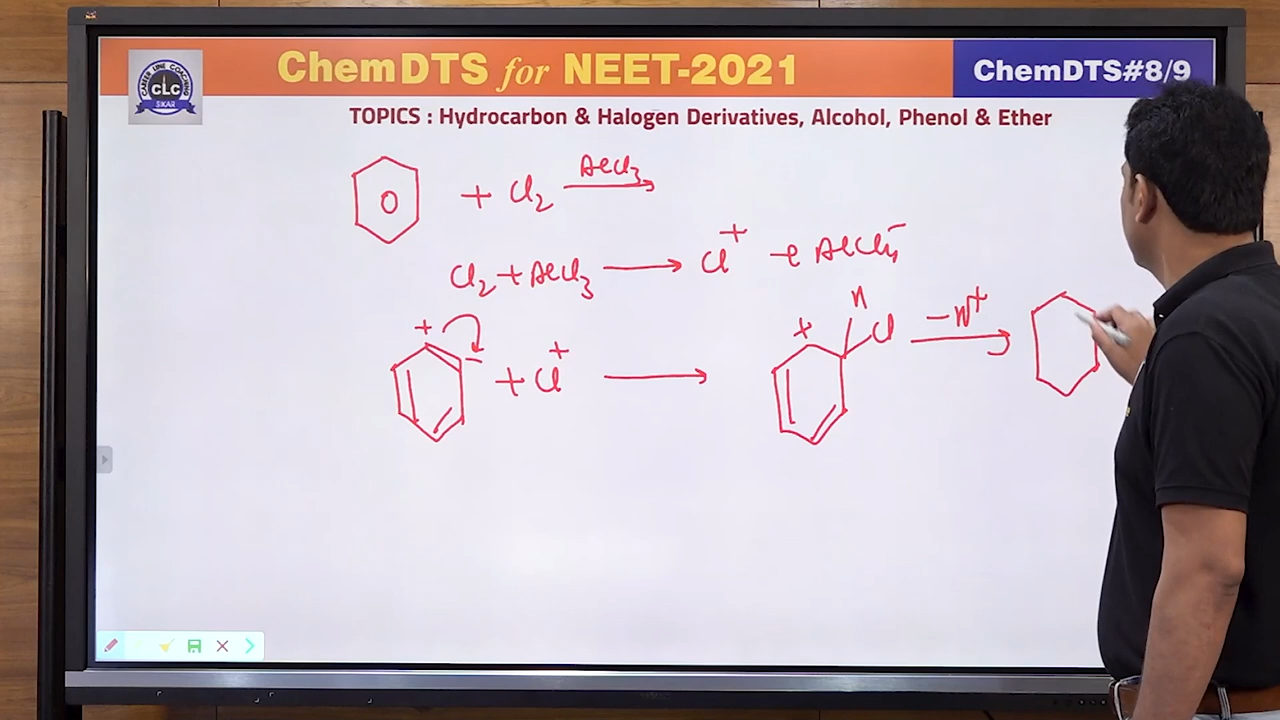 ChemDTS for NEET-2021
ChemDTS#8/9
CAREER LINE COACHING
CLC
SIKAR
TOPICS : Hydrocarbon & Halogen Derivatives, Alcohol, Phenol & Ether
+ Cl2 AlCl3
Cl2 + AlCl3 → Cl+ + AlCl4-
+ - + Cl+ → + H Cl -H+